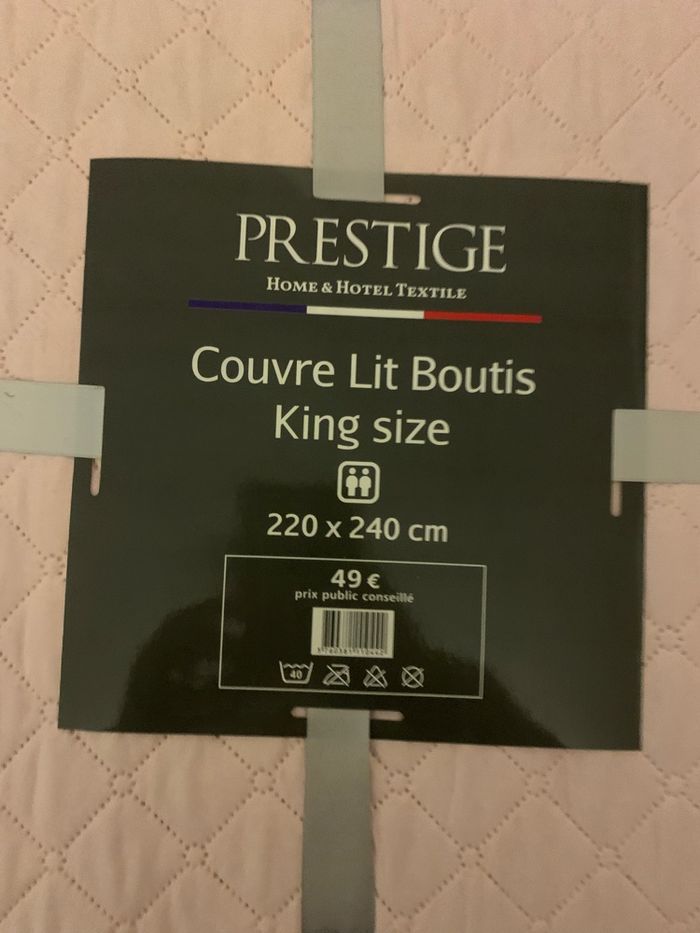 PRESTIGE
HOME & HOTEL TEXTILE
Couvre Lit Boutis
King size
220 x 240 cm
49 €
prix public conseillé
40